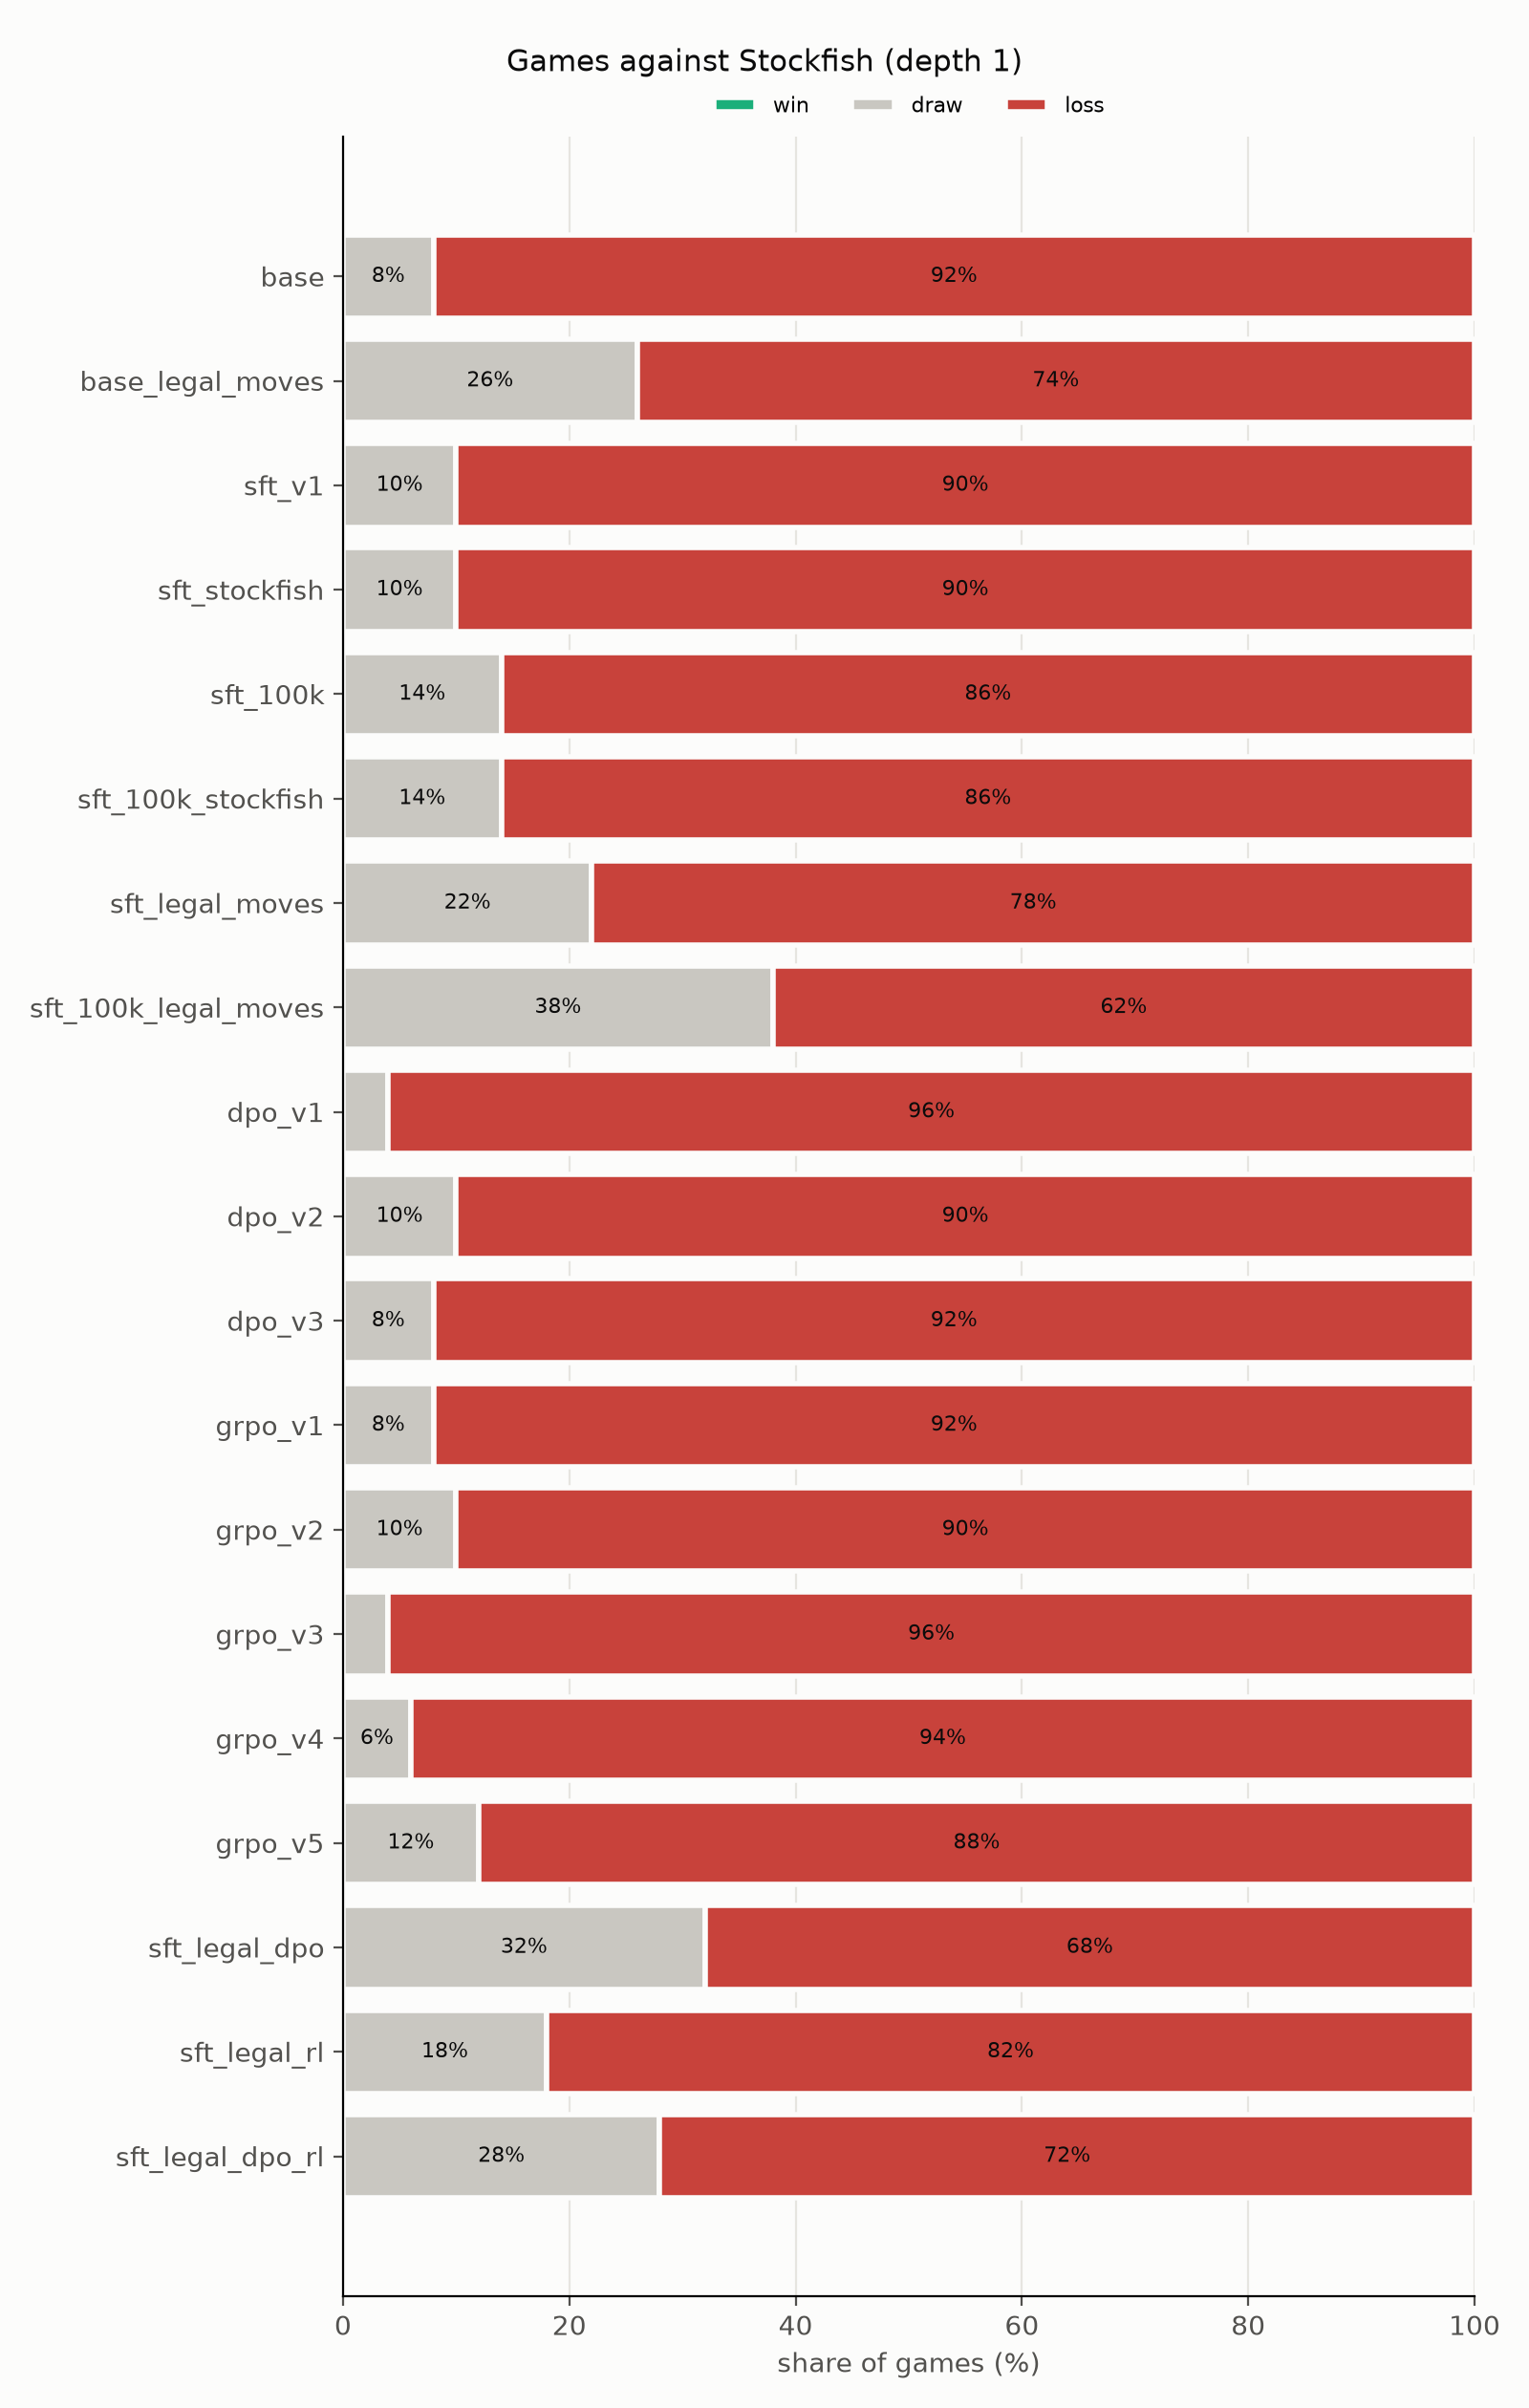 Games against Stockfish (depth 1)
win draw loss
base 8% 92%
base_legal_moves 26% 74%
sft_v1 10% 90%
sft_stockfish 10% 90%
sft_100k 14% 86%
sft_100k_stockfish 14% 86%
sft_legal_moves 22% 78%
sft_100k_legal_moves 38% 62%
dpo_v1 96%
dpo_v2 10% 90%
dpo_v3 8% 92%
grpo_v1 8% 92%
grpo_v2 10% 90%
grpo_v3 96%
grpo_v4 6% 94%
grpo_v5 12% 88%
sft_legal_dpo 32% 68%
sft_legal_rl 18% 82%
sft_legal_dpo_rl 28% 72%
0 20 40 60 80 100
share of games (%)